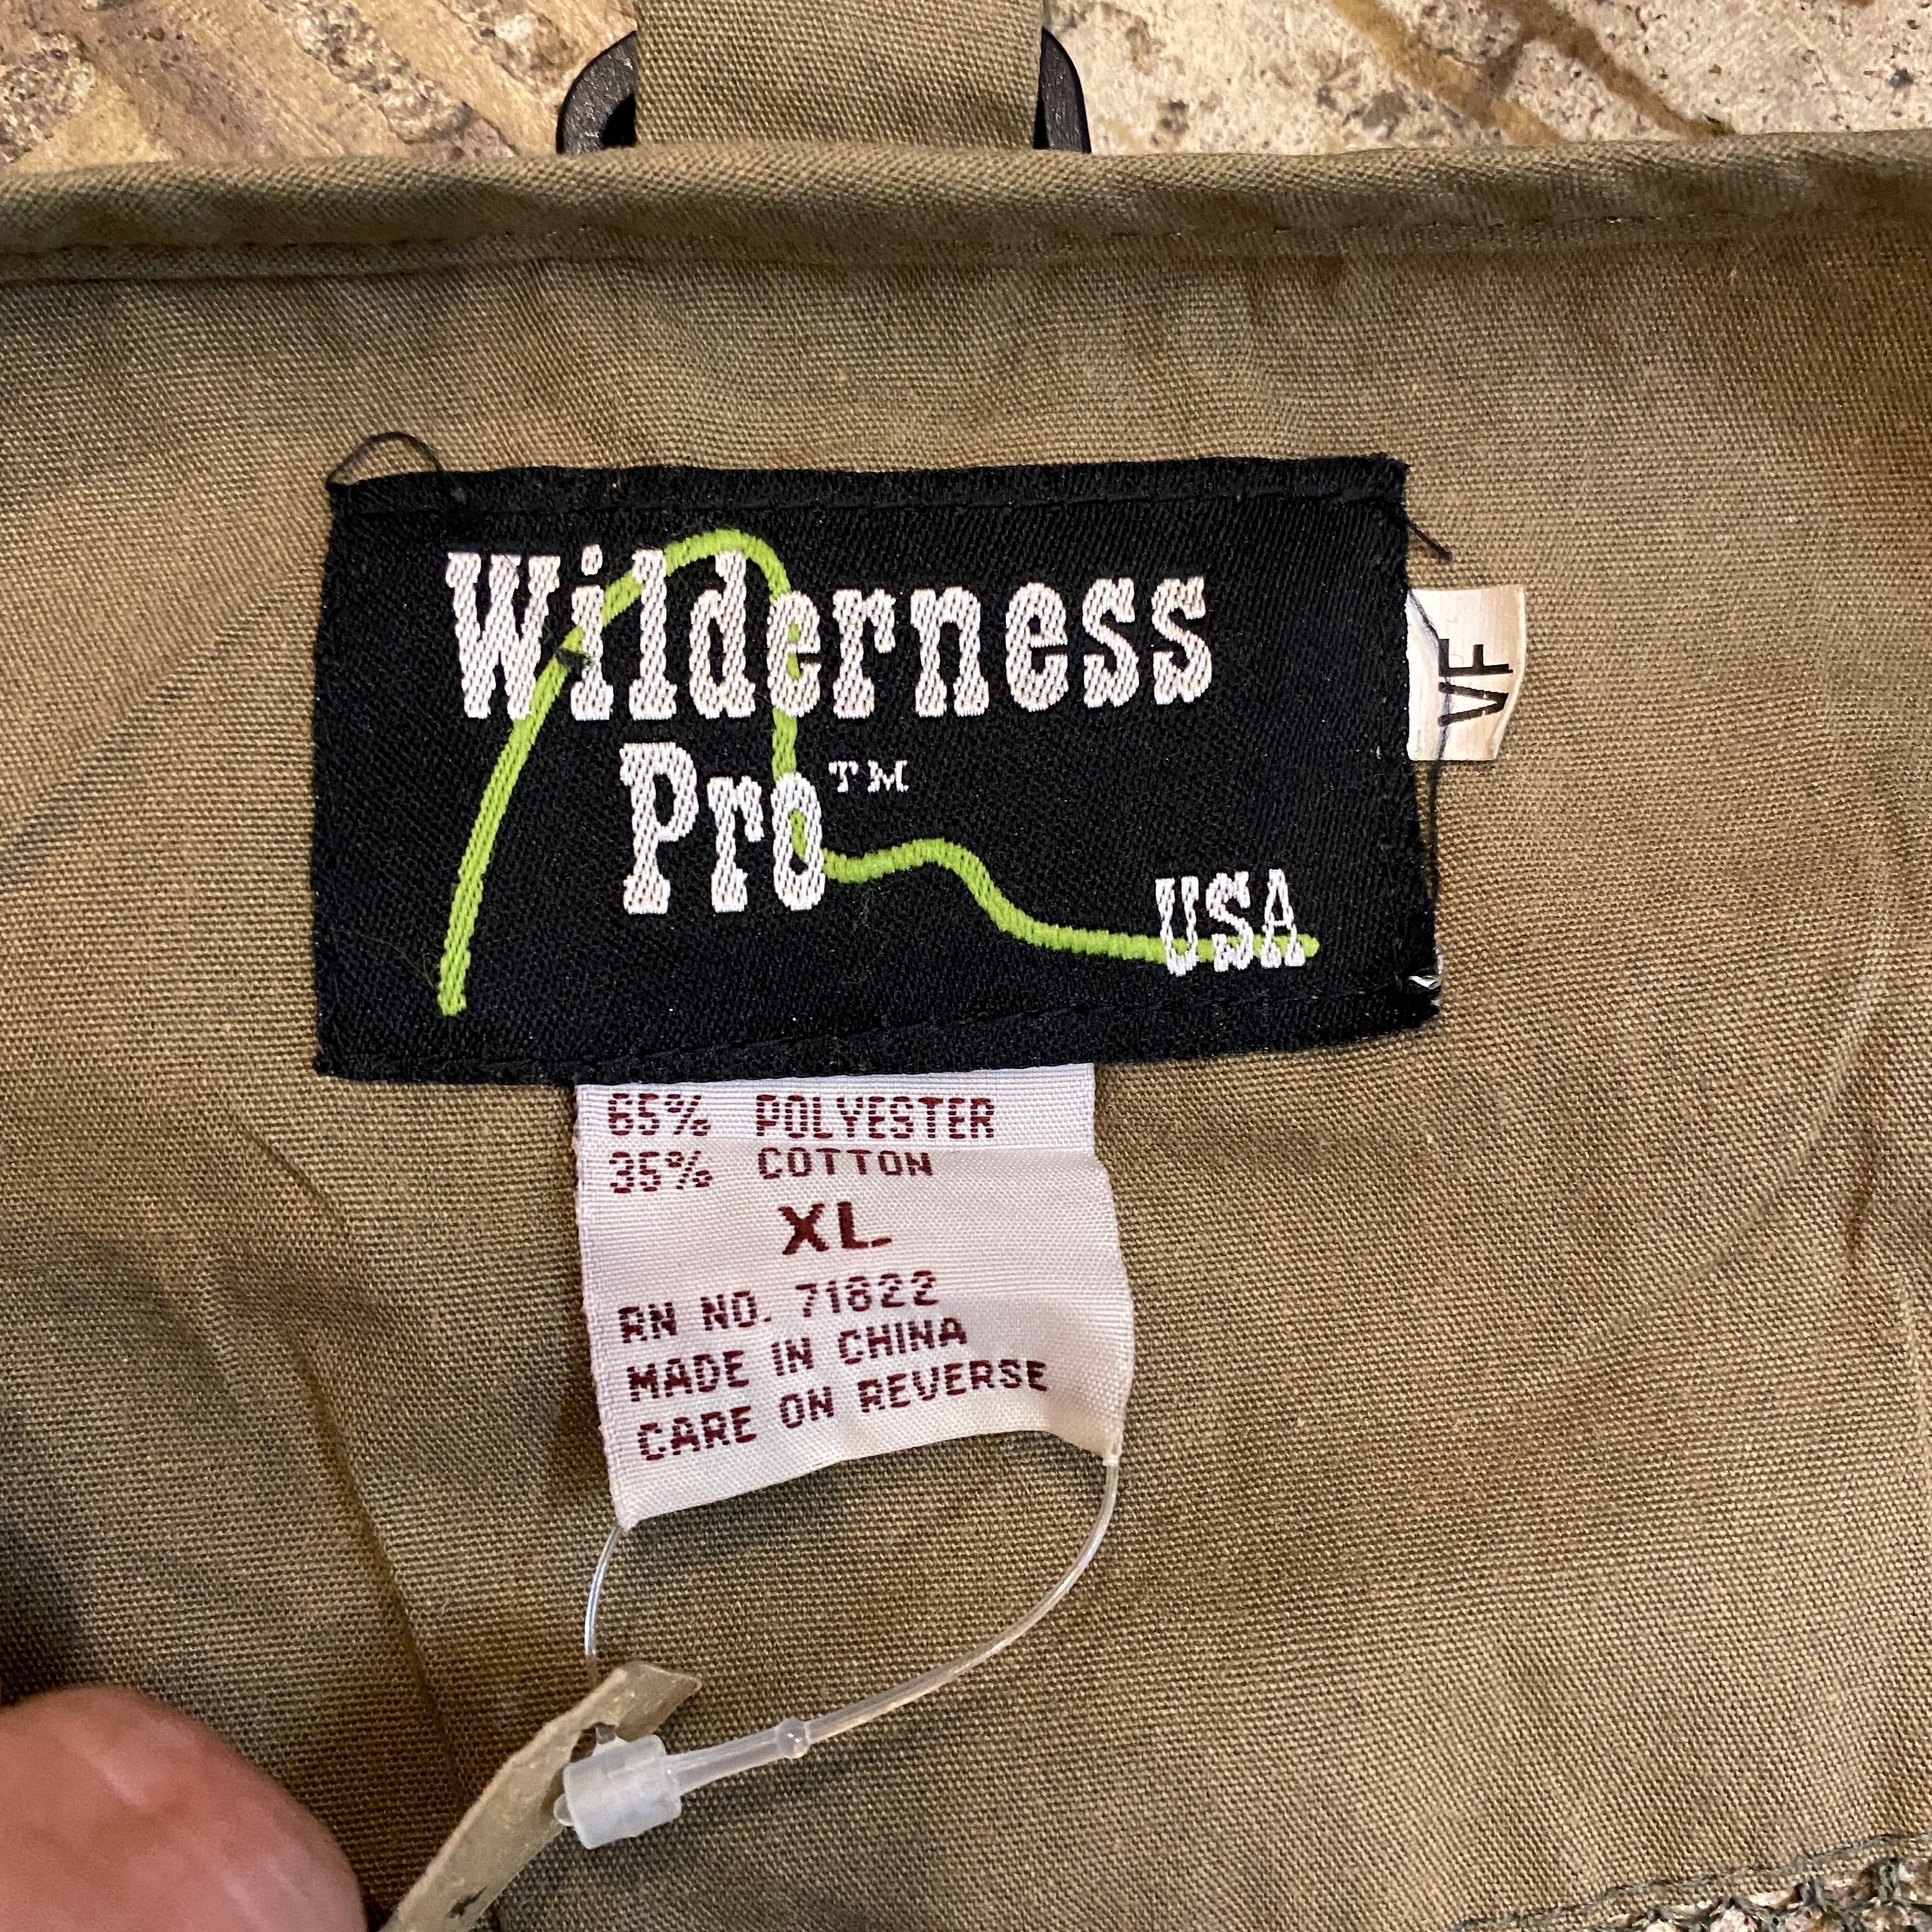 Wilderness
Pro™
USA
VF
65% POLYESTER
35% COTTON
XL
RN NO. 71822
MADE IN CHINA
CARE ON REVERSE